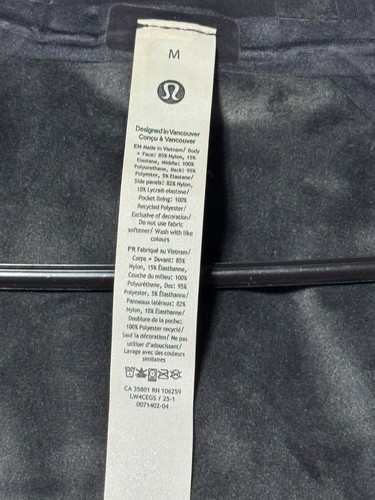 M
Designed in Vancouver
Conçu à Vancouver
EN Made in Vietnam/ Body
- Face: 85% Nylon, 15%
Elastane, Middle: 100%
Polyurethane, Back: 95%
Polyester, 5% Elastane/
Side panels: 82% Nylon,
18% Lycra® elastane/
Pocket lining: 100%
Recycled Polyester/
Exclusive of decoration/
Do not use fabric
softener/ Wash with like
colours
FR Fabriqué au Vietnam/
Corps - Devant: 85%
Nylon, 15% Élasthanne,
Couche du milieu: 100%
Polyuréthane, Dos: 95%
Polyester, 5% Élasthanne/
Panneaux latéraux: 82%
Nylon, 18% Élasthanne/
Doublure de la poche:
100% Polyester recyclé/
Sauf la décoration/ Ne pas
utiliser d'adoucissant/
Lavage avec des couleurs
similaires
CA 35801 RN 106259
LW4CEGS / 25-1
0071402-04